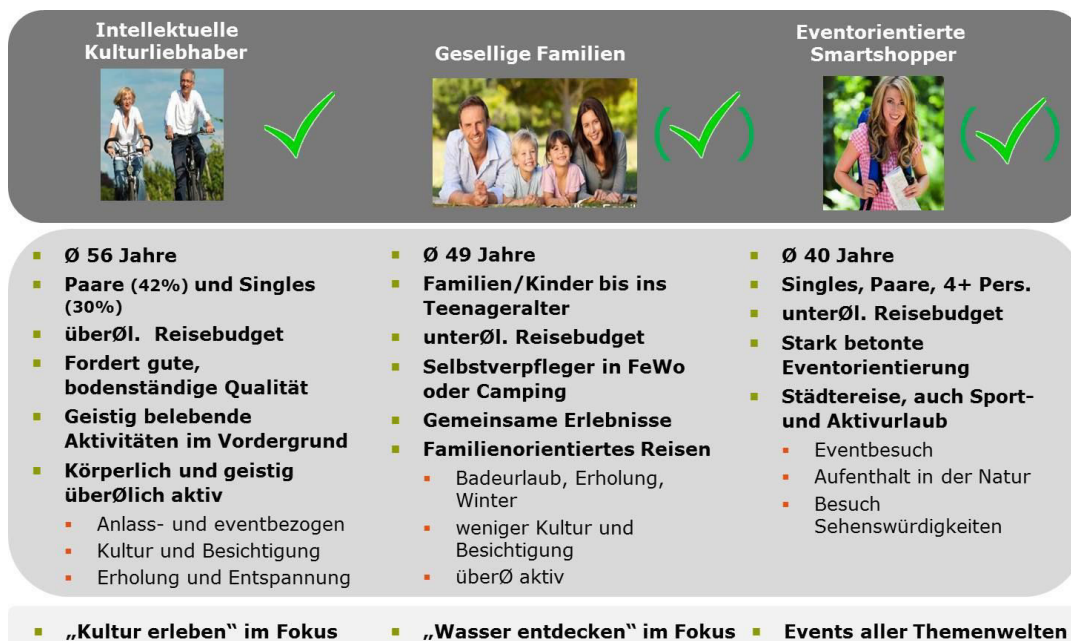 Intellektuelle
Kulturliebhaber
Gesellige Familien
Eventorientierte
Smartshopper
Ø 56 Jahre
Paare (42%) und Singles
(30%)
überØl. Reisebudget
Fordert gute,
bodenständige Qualität
Geistig belebende
Aktivitäten im Vordergrund
Körperlich und geistig
überØlich aktiv
Anlass- und eventbezogen
Kultur und Besichtigung
Erholung und Entspannung
Ø 49 Jahre
Familien/Kinder bis ins
Teenageralter
unterØl. Reisebudget
Selbstverpfleger in FeWo
oder Camping
Gemeinsame Erlebnisse
Familienorientiertes Reisen
Badeurlaub, Erholung,
Winter
weniger Kultur und
Besichtigung
überØ aktiv
Ø 40 Jahre
Singles, Paare, 4+ Pers.
unterØl. Reisebudget
Stark betonte
Eventorientierung
Städtereise, auch Sport-
und Aktivurlaub
Eventbesuch
Aufenthalt in der Natur
Besuch
Sehenswürdigkeiten
„Kultur erleben“ im Fokus
„Wasser entdecken“ im Fokus
Events aller Themenwelten